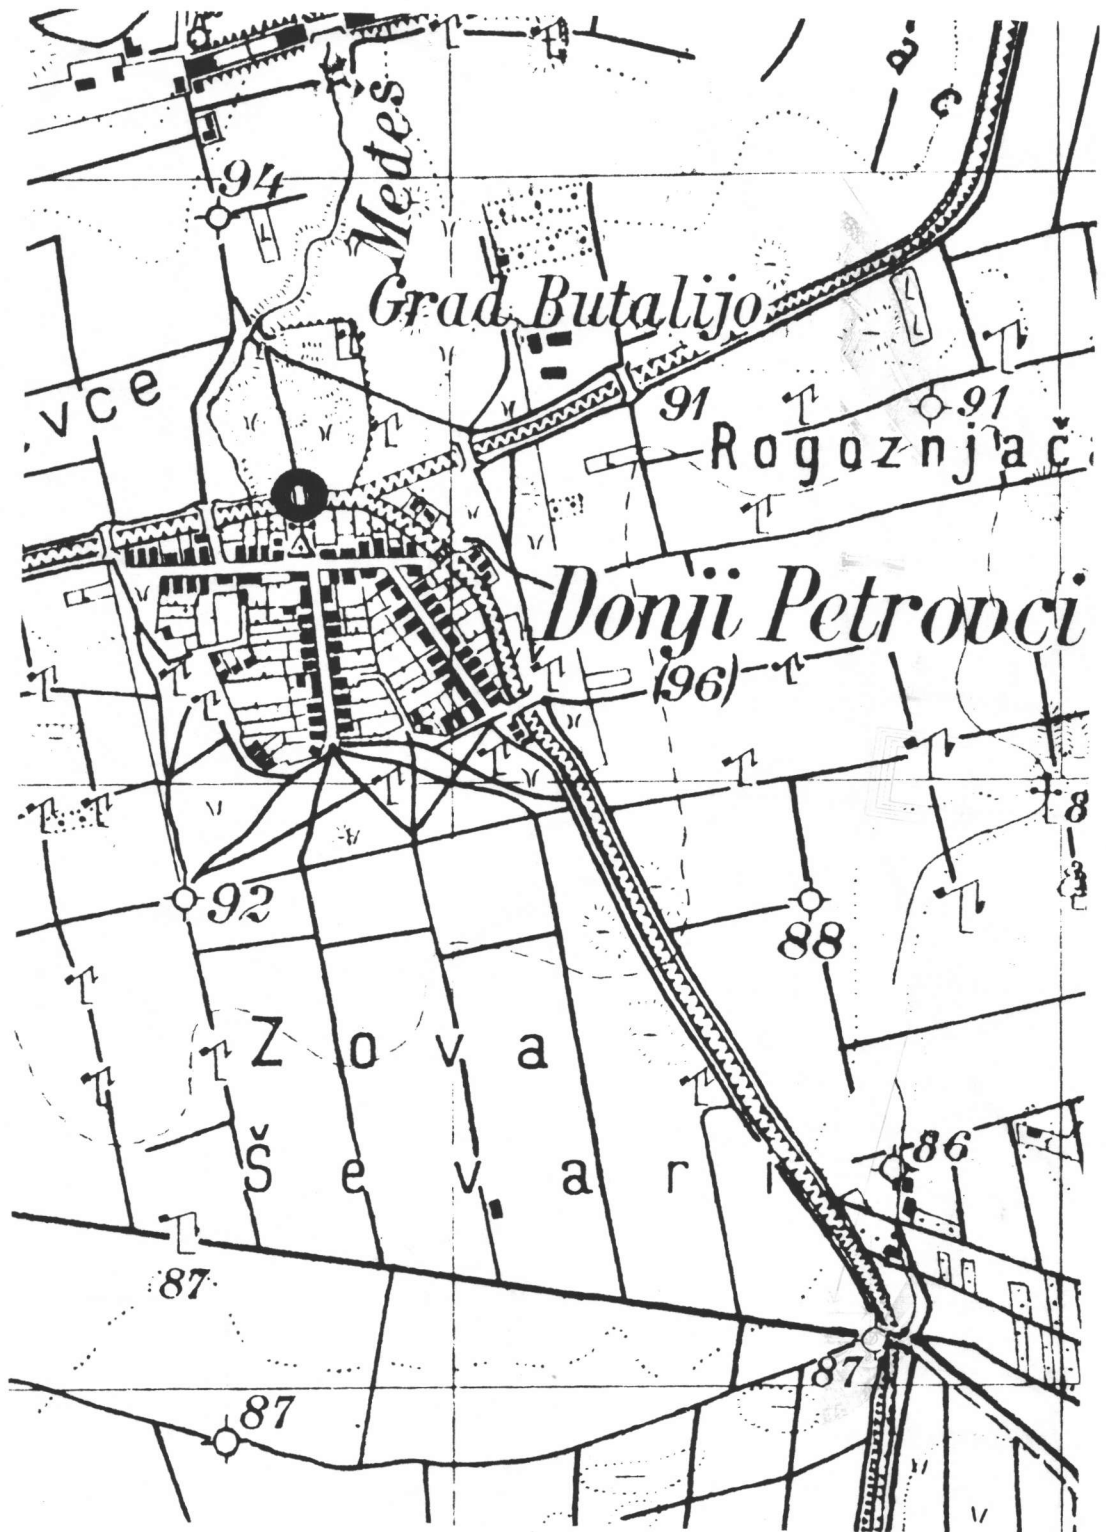 B
C
94
Međeš
Grad Butalijo
vce
91
91
Rogoznjač
Donji Petrovci
(96)
8
92
88
Zova
Ševari
86
87
87
87